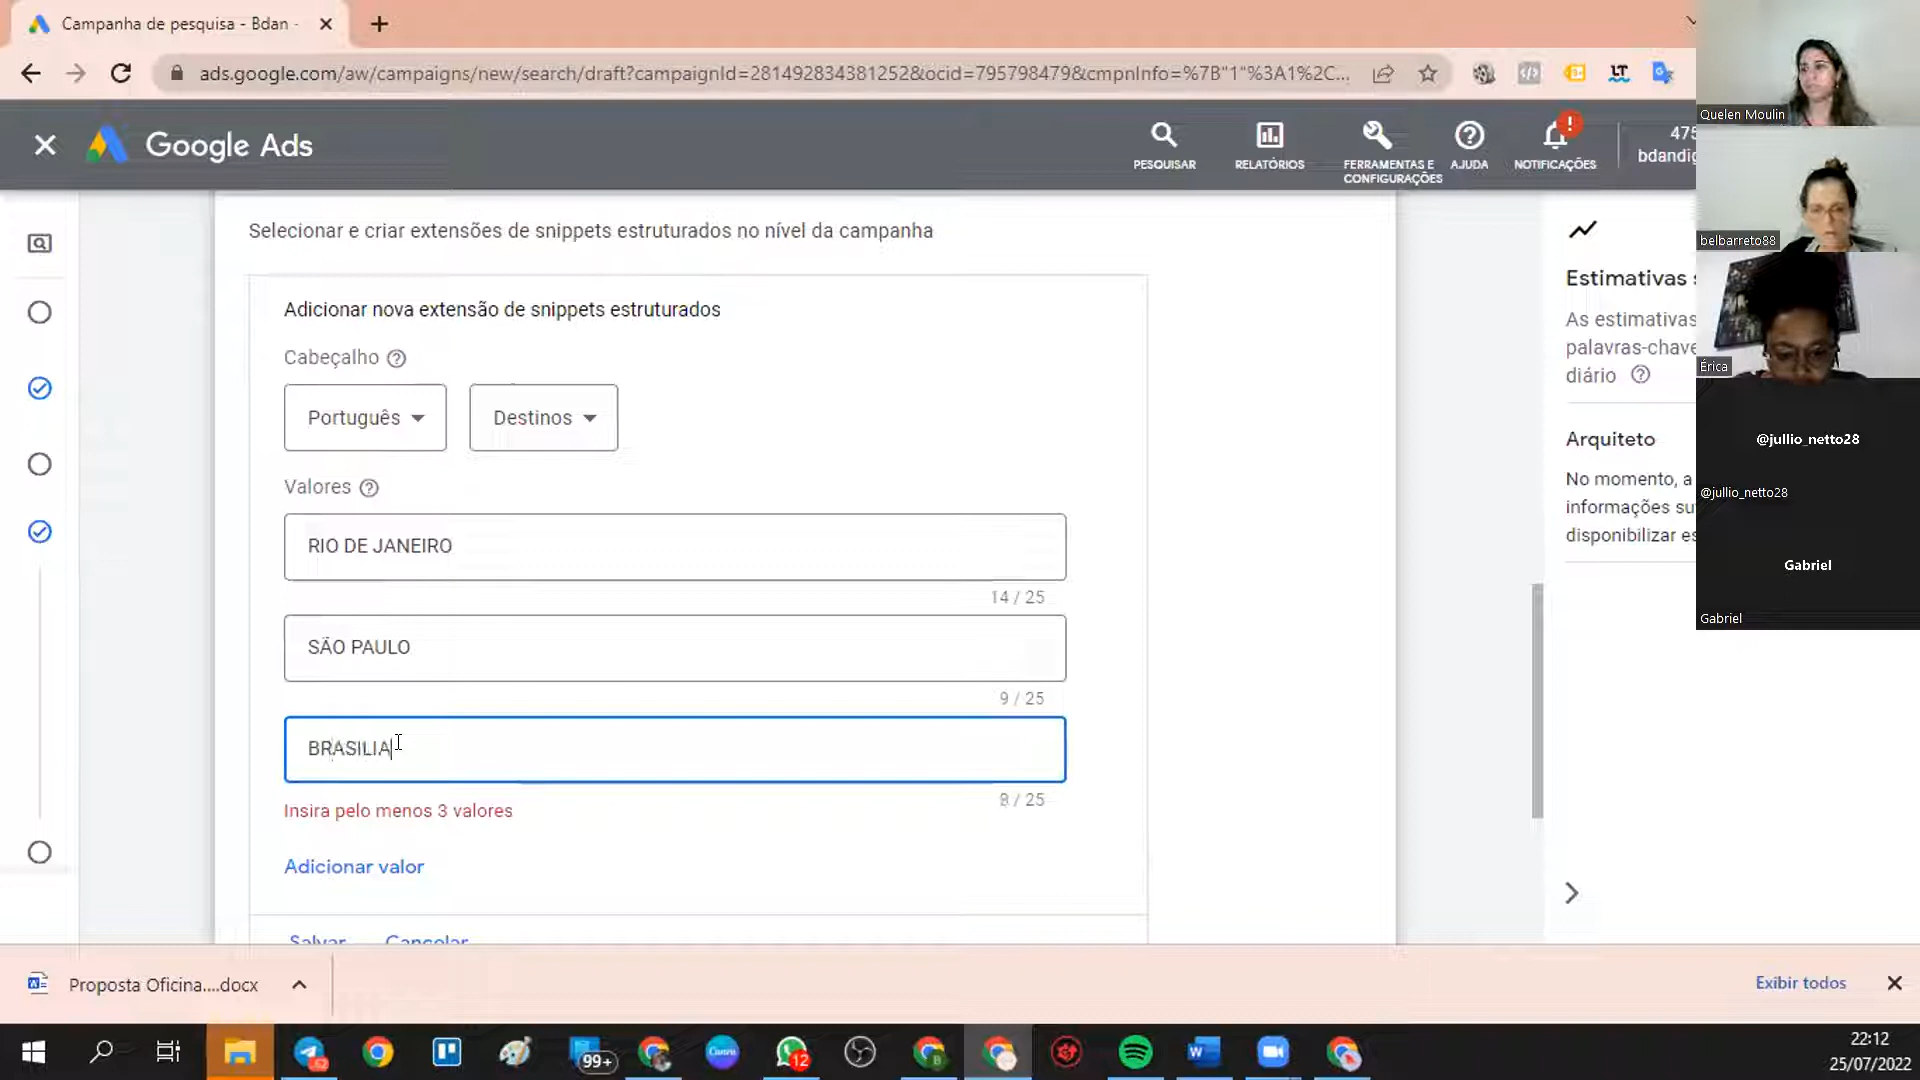 Campanha de pesquisa - Bdan -
ads.google.com/aw/campaigns/new/search/draft?campaignId=281492834381252&ocid=795798479&cmpnInfo=%7B"1"%3A1%2C...
Google Ads
PESQUISAR
RELATÓRIOS
FERRAMENTAS E
CONFIGURAÇÕES
AJUDA
NOTIFICAÇÕES
475
bdandig
Selecionar e criar extensões de snippets estruturados no nível da campanha
Adicionar nova extensão de snippets estruturados
Cabeçalho
Português
Destinos
Valores
RIO DE JANEIRO
14 / 25
SÃO PAULO
9 / 25
BRASILIA
8 / 25
Insira pelo menos 3 valores
Adicionar valor
Salvar
Cancelar
Estimativas s
As estimativas
palavras-chave
diário
Arquiteto
No momento, a
informações su
disponibilizar es
Quelen Moulin
belbarreto88
Érica
@jullio_netto28
@jullio_netto28
Gabriel
Gabriel
Proposta Oficina....docx
Exibir todos
99+
Canva
12
22:12
25/07/2022